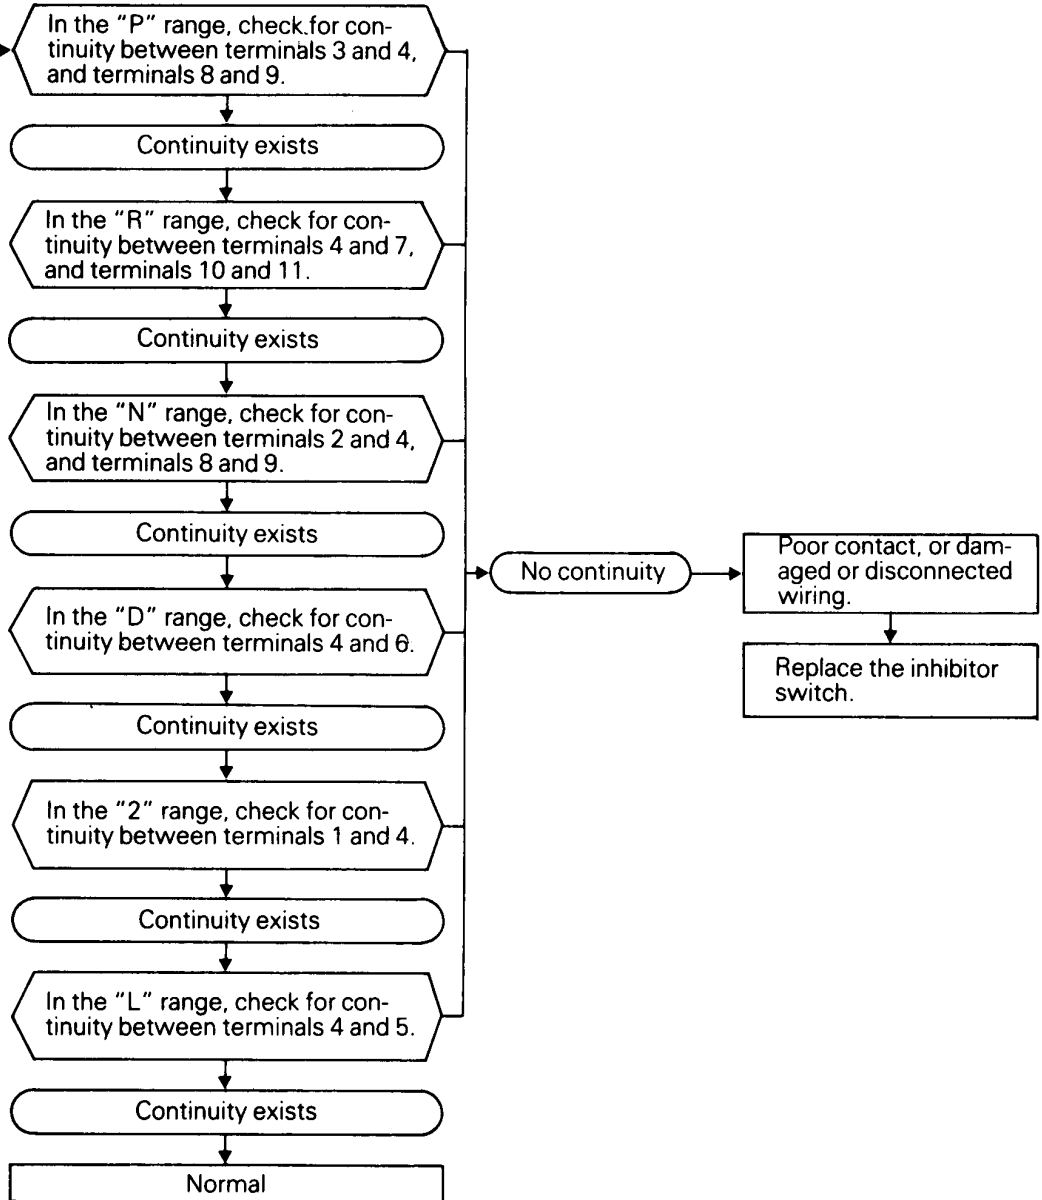 In the “P” range, check for con-
tinuity between terminals 3 and 4,
and terminals 8 and 9.
Continuity exists
In the “R” range, check for con-
tinuity between terminals 4 and 7,
and terminals 10 and 11.
Continuity exists
In the “N” range, check for con-
tinuity between terminals 2 and 4,
and terminals 8 and 9.
Continuity exists
In the “D” range, check for con-
tinuity between terminals 4 and 6.
Continuity exists
In the “2” range, check for con-
tinuity between terminals 1 and 4.
Continuity exists
In the “L” range, check for con-
tinuity between terminals 4 and 5.
Continuity exists
Normal
No continuity
Poor contact, or dam-
aged or disconnected
wiring.
Replace the inhibitor
switch.